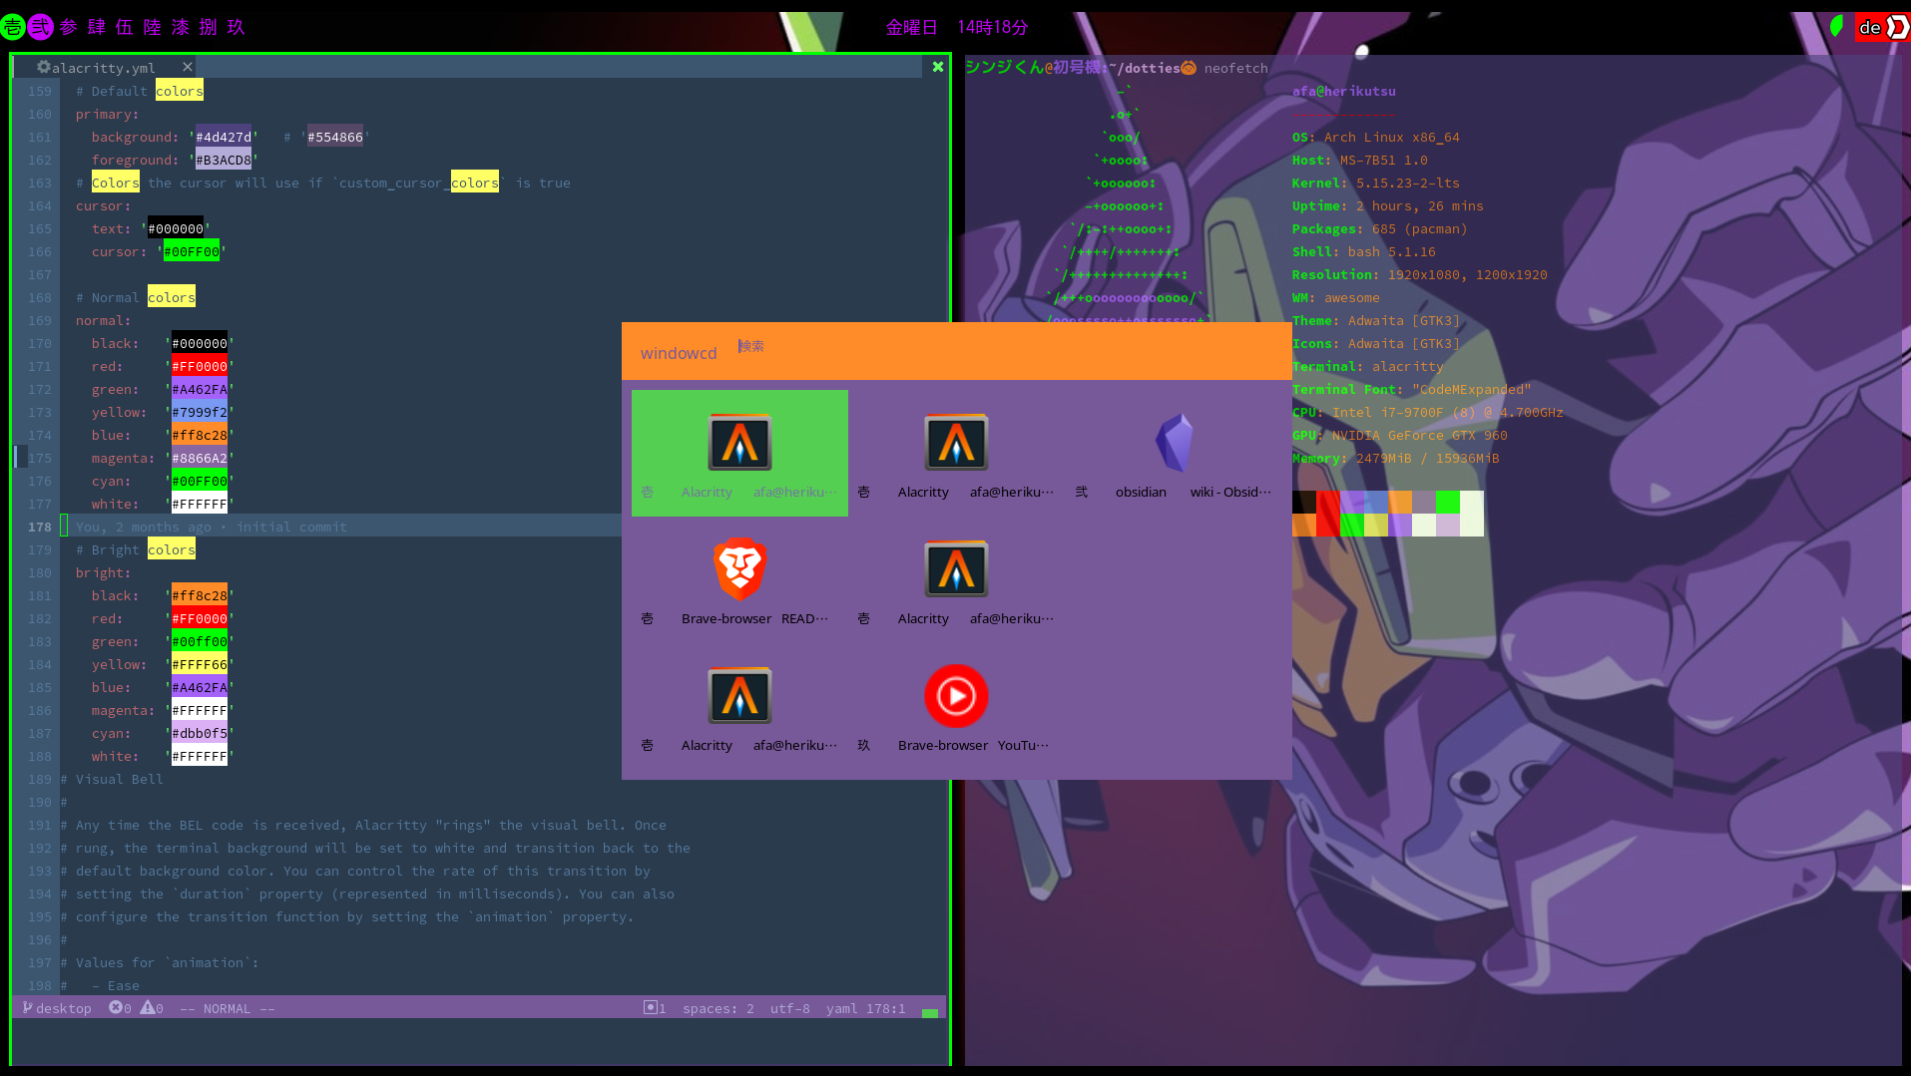 壱 弐 参 肆 伍 陸 漆 捌 玖
金曜日 14時18分
de
alacritty.yml
159 # Default colors
160 primary:
161 background: '#4d427d' # '#554866'
162 foreground: '#B3ACD8'
163 # Colors the cursor will use if `custom_cursor_colors` is true
164 cursor:
165 text: '#000000'
166 cursor: '#00FF00'
167
168 # Normal colors
169 normal:
170 black: '#000000'
171 red: '#FF0000'
172 green: '#A462FA'
173 yellow: '#7999f2'
174 blue: '#ff8c28'
175 magenta: '#8866A2'
176 cyan: '#00FF00'
177 white: '#FFFFFF'
178 You, 2 months ago • initial commit
179 # Bright colors
180 bright:
181 black: '#ff8c28'
182 red: '#FF0000'
183 green: '#00ff00'
184 yellow: '#FFFF66'
185 blue: '#A462FA'
186 magenta: '#FFFFFF'
187 cyan: '#dbb0f5'
188 white: '#FFFFFF'
189 # Visual Bell
190 #
191 # Any time the BEL code is received, Alacritty "rings" the visual bell. Once
192 # rung, the terminal background will be set to white and transition back to the
193 # default background color. You can control the rate of this transition by
194 # setting the `duration` property (represented in milliseconds). You can also
195 # configure the transition function by setting the `animation` property.
196 #
197 # Values for `animation`:
198 # - Ease
desktop 0 0 -- NORMAL -- 1 spaces: 2 utf-8 yaml 178:1
windowcd 検索
壱 Alacritty afa@heriku… 壱 Alacritty afa@heriku… 弐 obsidian wiki - Obsid…
壱 Brave-browser READ… 壱 Alacritty afa@heriku…
壱 Alacritty afa@heriku… 玖 Brave-browser YouTu…
シンジくん@初号機:~/dotties neofetch
-`
.o+`
`ooo/
`+oooo:
`+oooooo:
-+oooooo+:
`/:-:++oooo+:
`/++++/+++++++:
`/++++++++++++++:
`/+++ooooooooooooo/`
afa@herikutsu
-------------
OS: Arch Linux x86_64
Host: MS-7B51 1.0
Kernel: 5.15.23-2-lts
Uptime: 2 hours, 26 mins
Packages: 685 (pacman)
Shell: bash 5.1.16
Resolution: 1920x1080, 1200x1920
WM: awesome
Theme: Adwaita [GTK3]
Icons: Adwaita [GTK3]
Terminal: alacritty
Terminal Font: "CodeMExpanded"
CPU: Intel i7-9700F (8) @ 4.700GHz
GPU: NVIDIA GeForce GTX 960
Memory: 2479MiB / 15936MiB